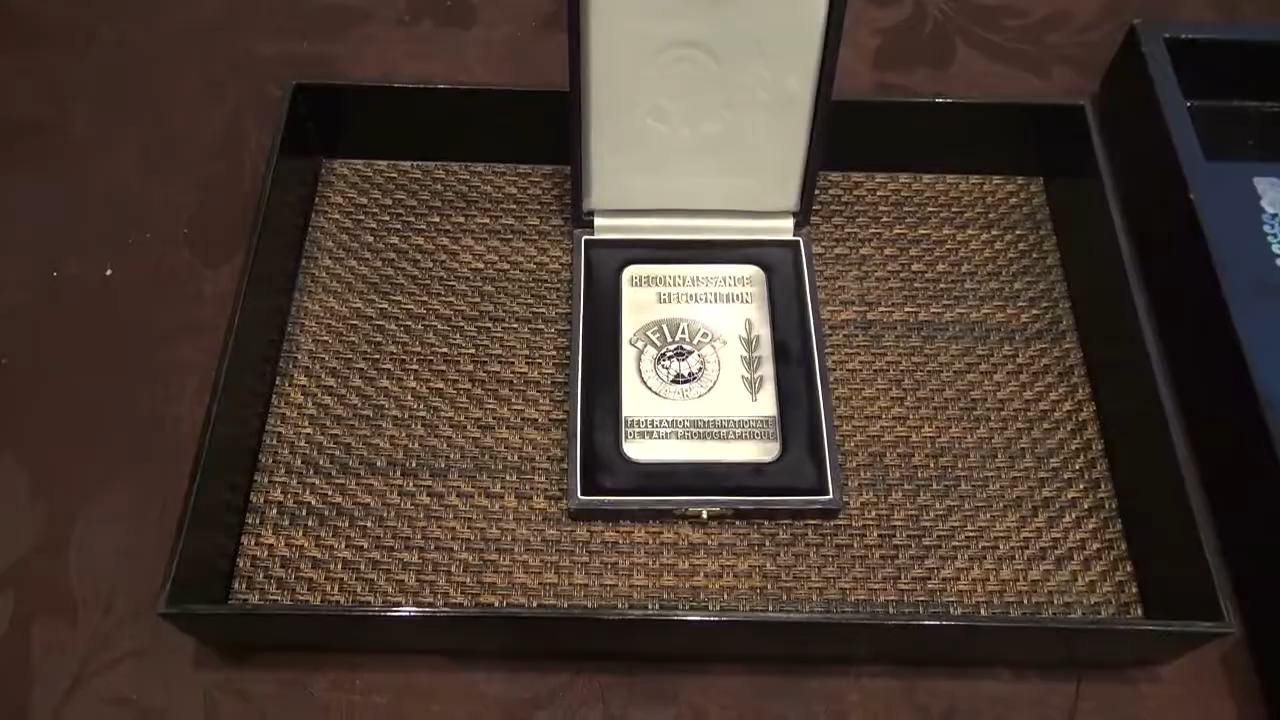 RECONNAISSANCE
RECOGNITION
FIAP
FEDERATION INTERNATIONALE
DE L'ART PHOTOGRAPHIQUE